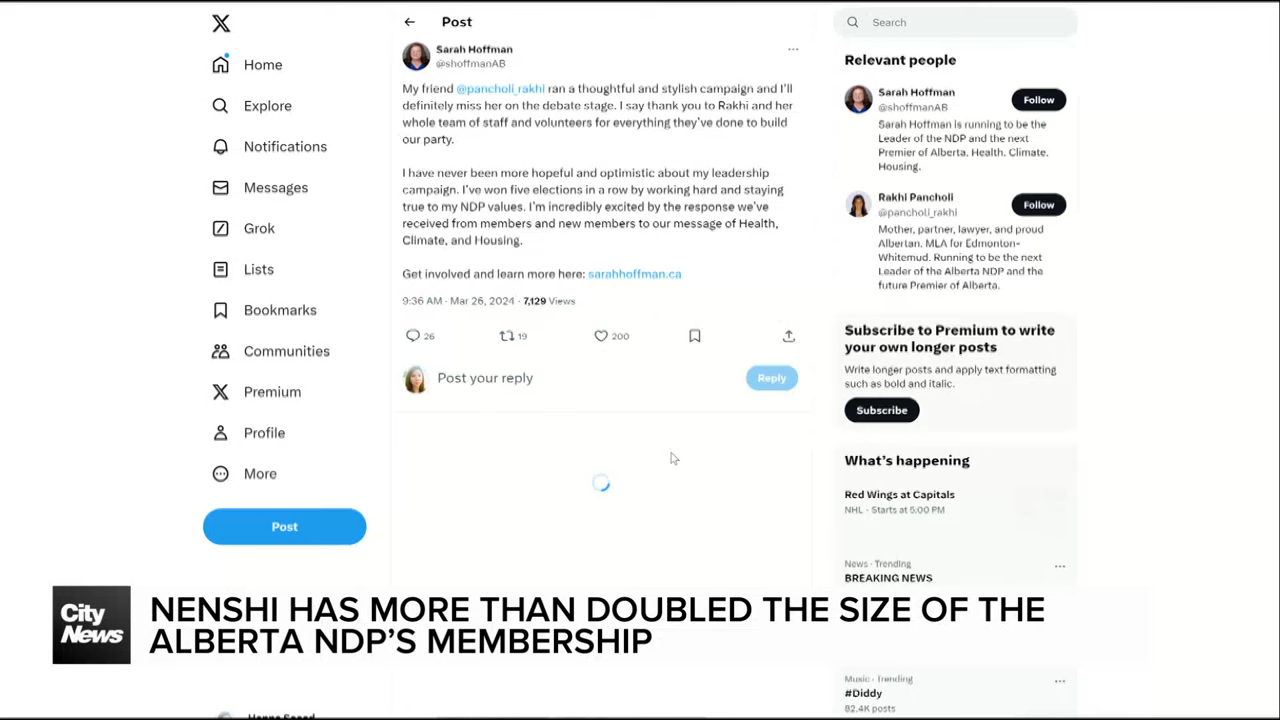 Home
Explore
Notifications
Messages
Grok
Lists
Bookmarks
Communities
Premium
Profile
More
Post
Post
Sarah Hoffman
@shoffmanAB
My friend @pancholi_rakhi ran a thoughtful and stylish campaign and I'll
definitely miss her on the debate stage. I say thank you to Rakhi and her
whole team of staff and volunteers for everything they've done to build
our party.
I have never been more hopeful and optimistic about my leadership
campaign. I've won five elections in a row by working hard and staying
true to my NDP values. I'm incredibly excited by the response we've
received from members and new members to our message of Health,
Climate, and Housing.
Get involved and learn more here: sarahhoffman.ca
9:36 AM · Mar 26, 2024 · 7,129 Views
26
19
200
Post your reply
Reply
Search
Relevant people
Sarah Hoffman
@shoffmanAB
Follow
Sarah Hoffman is running to be the
Leader of the NDP and the next
Premier of Alberta. Health. Climate.
Housing.
Rakhi Pancholi
@pancholi_rakhi
Follow
Mother, partner, lawyer, and proud
Albertan. MLA for Edmonton-
Whitemud. Running to be the next
Leader of the Alberta NDP and the
future Premier of Alberta.
Subscribe to Premium to write
your own longer posts
Write longer posts and apply text formatting
such as bold and italic.
Subscribe
What's happening
Red Wings at Capitals
NHL · Starts at 5:00 PM
News · Trending
BREAKING NEWS
Music · Trending
#Diddy
82.4K posts
City
News
NENSHI HAS MORE THAN DOUBLED THE SIZE OF THE
ALBERTA NDP'S MEMBERSHIP